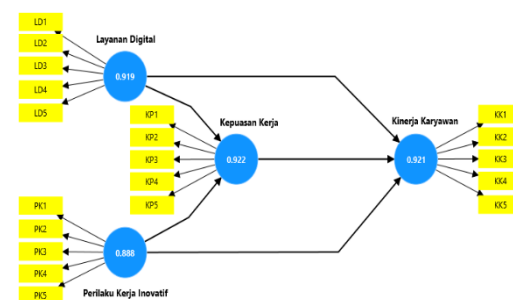 LD1
LD2
LD3
LD4
LD5
Layanan Digital
0.919
KP1
KP2
KP3
KP4
KP5
Kepuasan Kerja
0.922
Kinerja Karyawan
0.921
KK1
KK2
KK3
KK4
KK5
PK1
PK2
PK3
PK4
PK5
0.888
Perilaku Kerja Inovatif